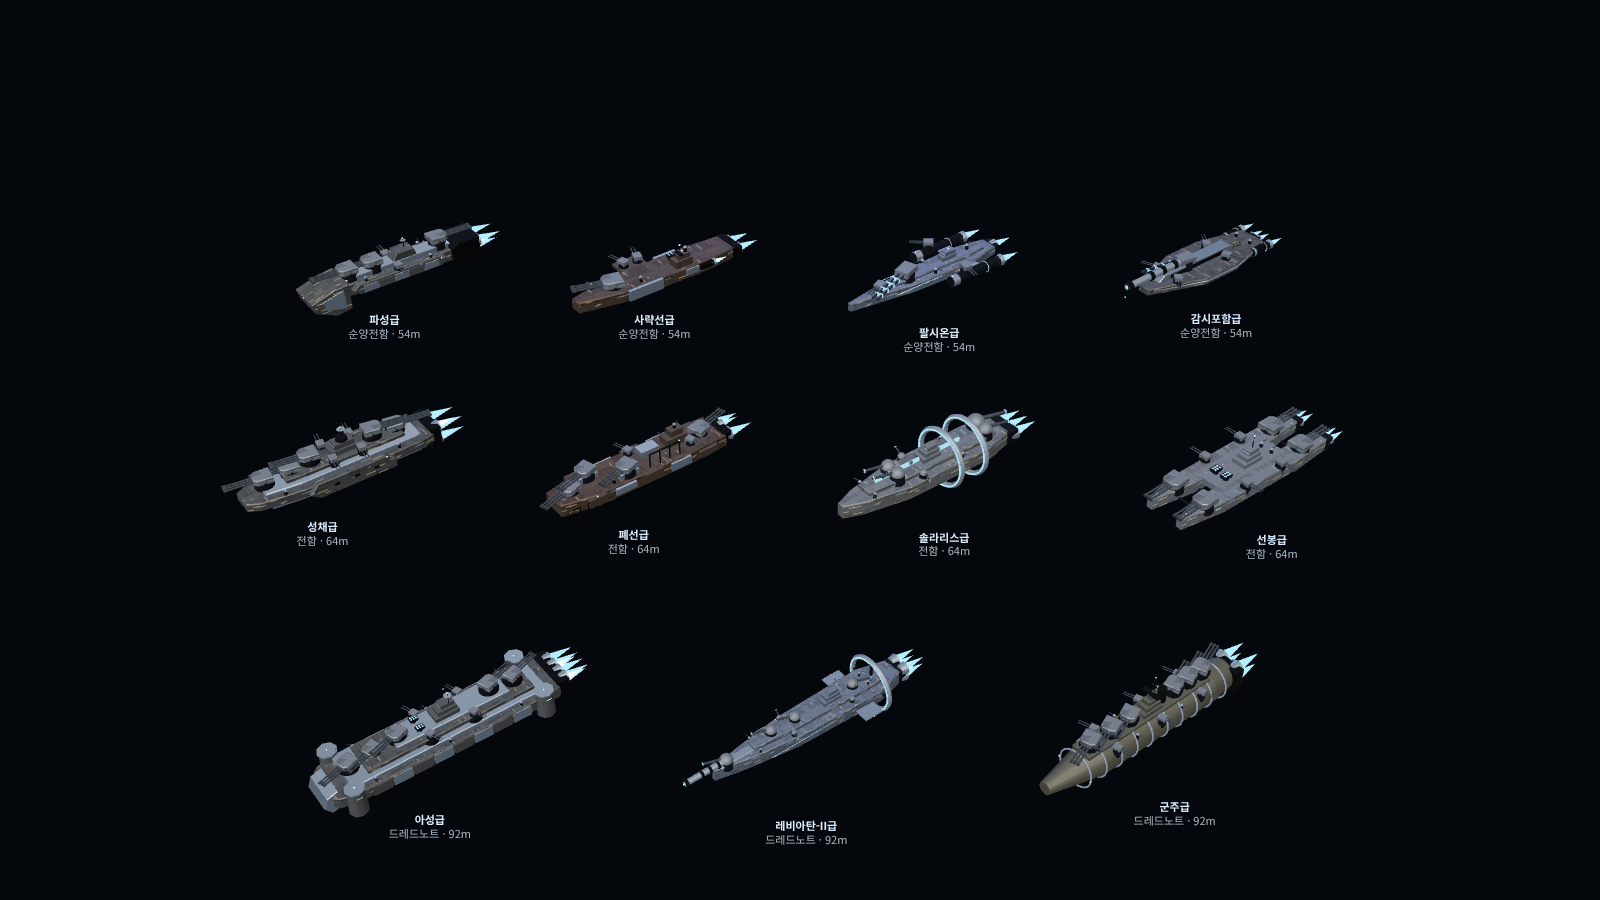 파성급
순양전함 · 54m
사략선급
순양전함 · 54m
팔시온급
순양전함 · 54m
감시포함급
순양전함 · 54m
성채급
전함 · 64m
폐선급
전함 · 64m
솔라리스급
전함 · 64m
선봉급
전함 · 64m
아성급
드레드노트 · 92m
레비아탄-II급
드레드노트 · 92m
군주급
드레드노트 · 92m